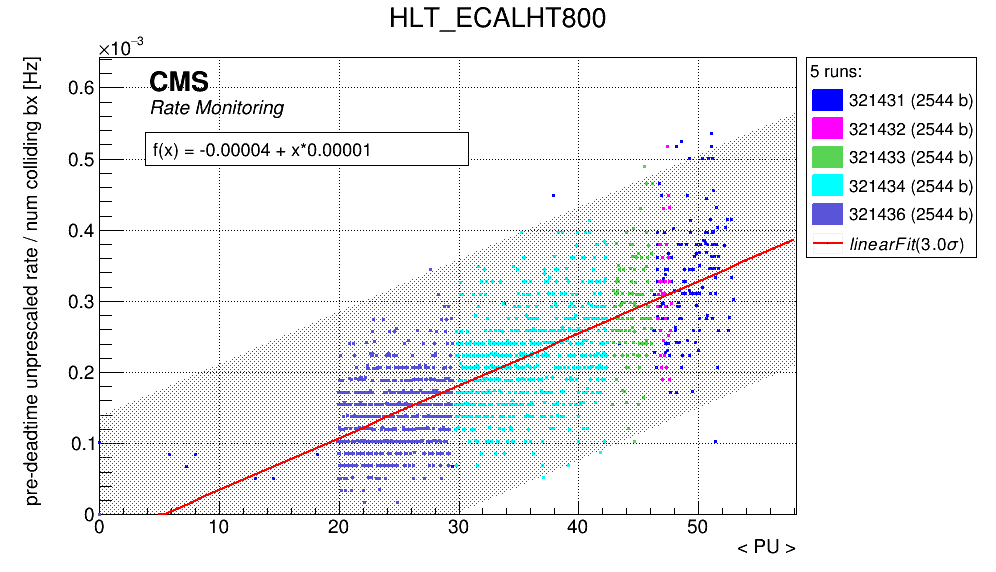 HLT_ECALHT800
×10⁻³
CMS
Rate Monitoring
f(x) = -0.00004 + x*0.00001
pre-deadtime unprescaled rate / num colliding bx [Hz]
0.6
0.5
0.4
0.3
0.2
0.1
0
0 10 20 30 40 50
< PU >
5 runs:
321431 (2544 b)
321432 (2544 b)
321433 (2544 b)
321434 (2544 b)
321436 (2544 b)
linearFit(3.0σ)